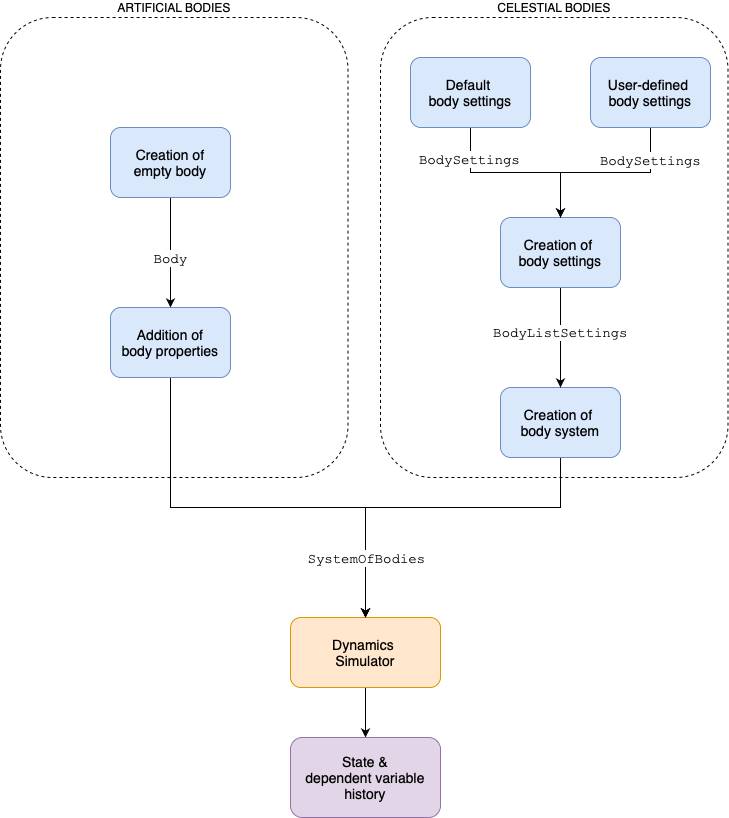 ARTIFICIAL BODIES
CELESTIAL BODIES
Default
body settings
User-defined
body settings
Creation of
empty body
BodySettings
BodySettings
Body
Creation of
body settings
Addition of
body properties
BodyListSettings
Creation of
body system
SystemOfBodies
Dynamics
Simulator
State &
dependent variable
history